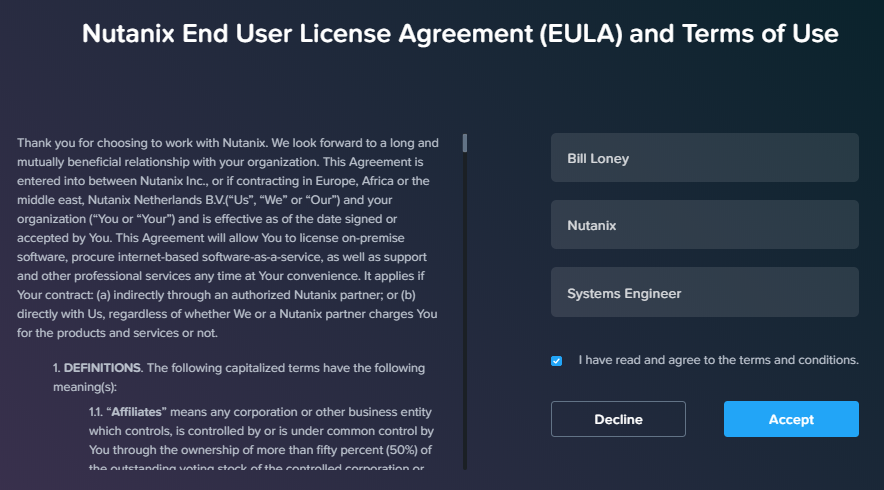 Nutanix End User License Agreement (EULA) and Terms of Use
Thank you for choosing to work with Nutanix. We look forward to a long and
mutually beneficial relationship with your organization. This Agreement is
entered into between Nutanix Inc., or if contracting in Europe, Africa or the
middle east, Nutanix Netherlands B.V.(“Us”, “We” or “Our”) and your
organization (“You or “Your”) and is effective as of the date signed or
accepted by You. This Agreement will allow You to license on-premise
software, procure internet-based software-as-a-service, as well as support
and other professional services any time at Your convenience. It applies if
Your contract: (a) indirectly through an authorized Nutanix partner; or (b)
directly with Us, regardless of whether We or a Nutanix partner charges You
for the products and services or not.
1. DEFINITIONS. The following capitalized terms have the following
meaning(s):
1.1. “Affiliates” means any corporation or other business entity
which controls, is controlled by or is under common control by
You through the ownership of more than fifty percent (50%) of
the outstanding voting stock of the controlled corporation or
Bill Loney
Nutanix
Systems Engineer
I have read and agree to the terms and conditions.
Decline
Accept